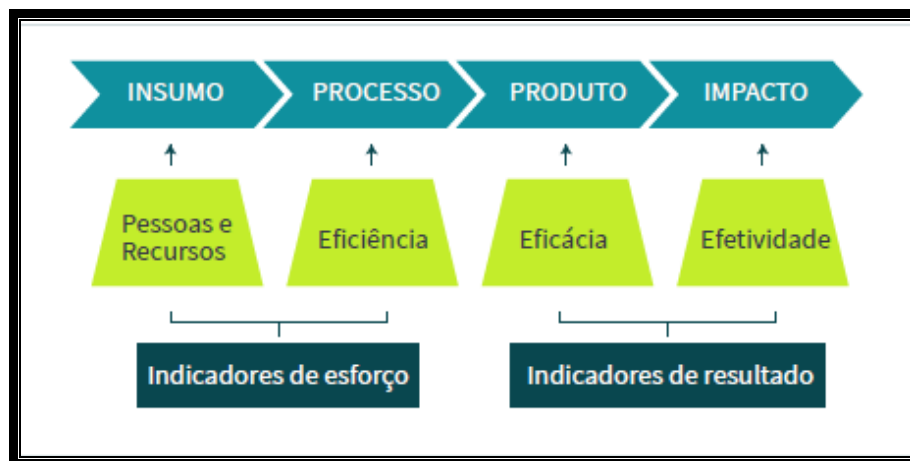 INSUMO
PROCESSO
PRODUTO
IMPACTO
Pessoas e
Recursos
Eficiência
Eficácia
Efetividade
Indicadores de esforço
Indicadores de resultado